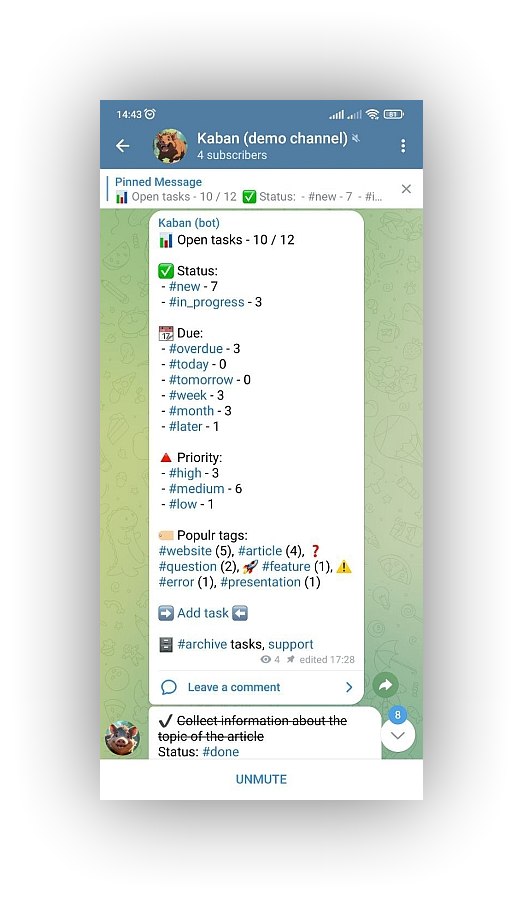 14:43
61
Kaban (demo channel)
4 subscribers
Pinned Message
Open tasks - 10 / 12 ✅ Status: - #new - 7 - #i...
Kaban (bot)
📊 Open tasks - 10 / 12
✅ Status:
- #new - 7
- #in_progress - 3
📆 Due:
- #overdue - 3
- #today - 0
- #tomorrow - 0
- #week - 3
- #month - 3
- #later - 1
🔺 Priority:
- #high - 3
- #medium - 6
- #low - 1
🏷️ Populr tags:
#website (5), #article (4), ❓
#question (2), 🚀 #feature (1), ⚠️
#error (1), #presentation (1)
➡️ Add task ⬅️
🗄️ #archive tasks, support
4 edited 17:28
Leave a comment
8
✔️ Collect information about the
topic of the article
Status: #done
UNMUTE